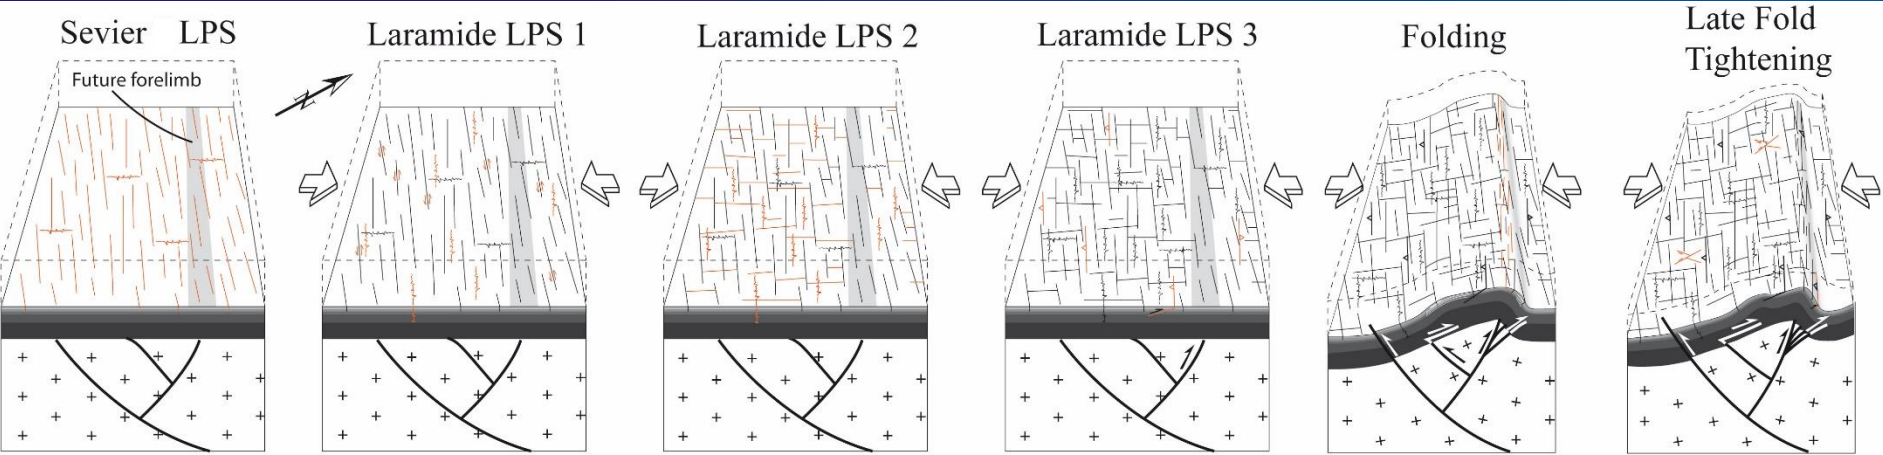 Sevier LPS
Future forelimb
N
Laramide LPS 1
Laramide LPS 2
Laramide LPS 3
Folding
Late Fold
Tightening